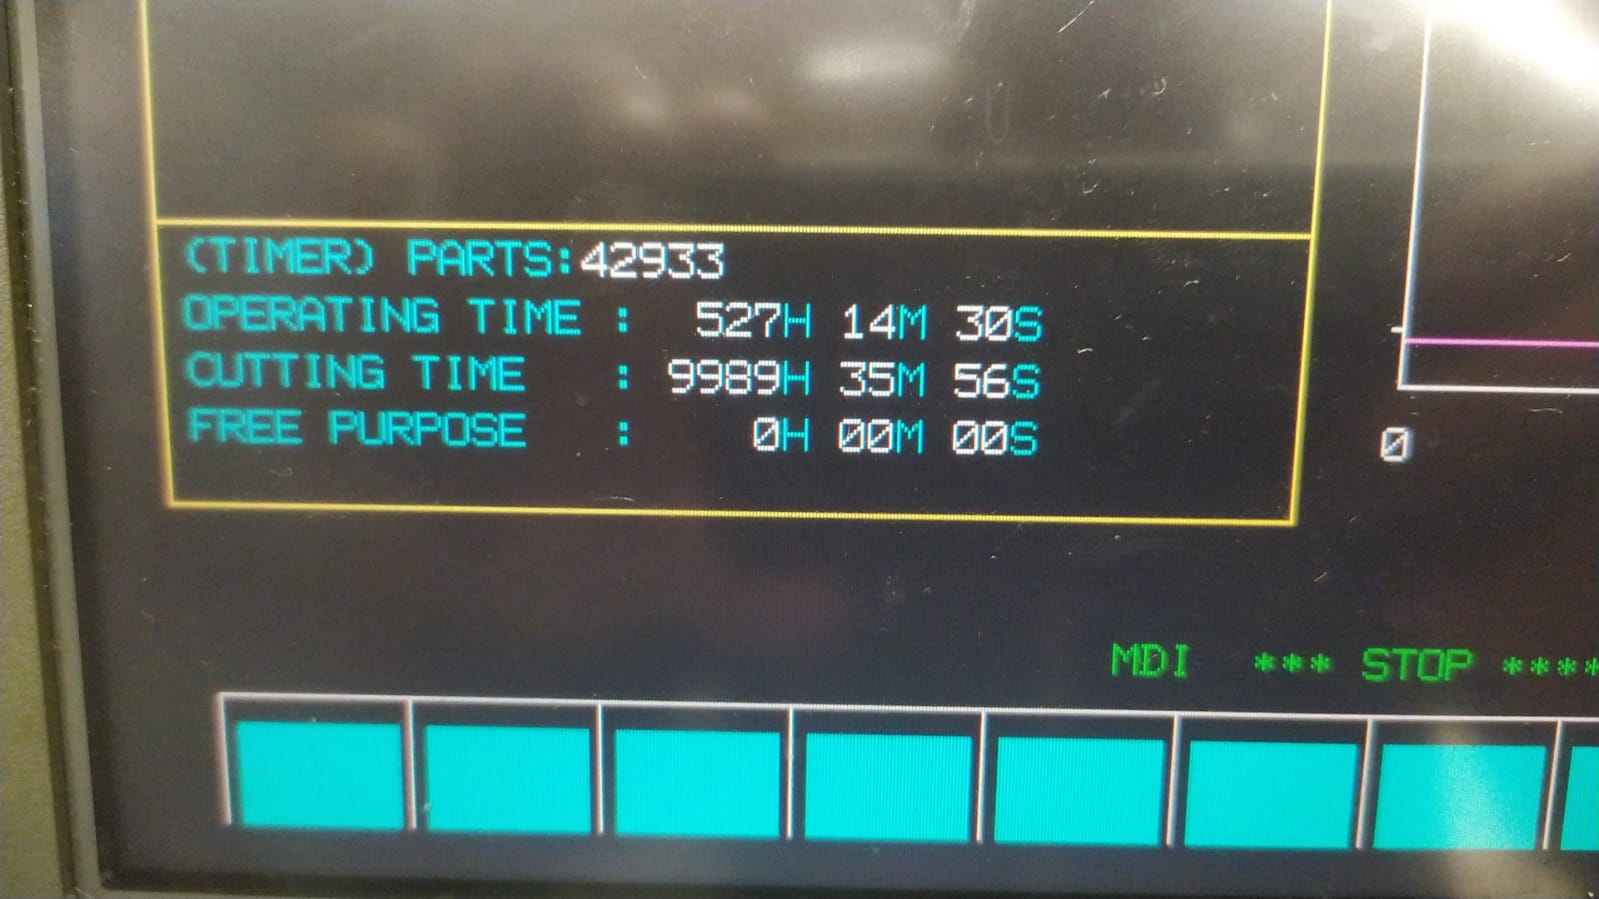 (TIMER) PARTS:42933
OPERATING TIME : 527H 14M 30S
CUTTING TIME : 9989H 35M 56S
FREE PURPOSE : 0H 00M 00S
0
MDI *** STOP ****